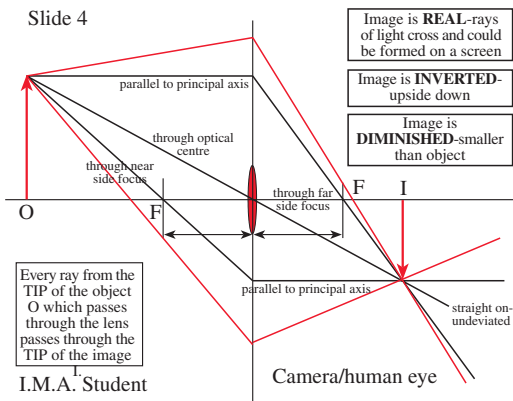 Slide 4
Image is REAL-rays
of light cross and could
be formed on a screen
Image is INVERTED-
upside down
Image is
DIMINISHED-smaller
than object
parallel to principal axis
through optical
centre
through near
side focus
through far
side focus
O
F
F
I
parallel to principal axis
straight on-
undeviated
Every ray from the
TIP of the object
O which passes
through the lens
passes through the
TIP of the image
I.
I.M.A. Student
Camera/human eye